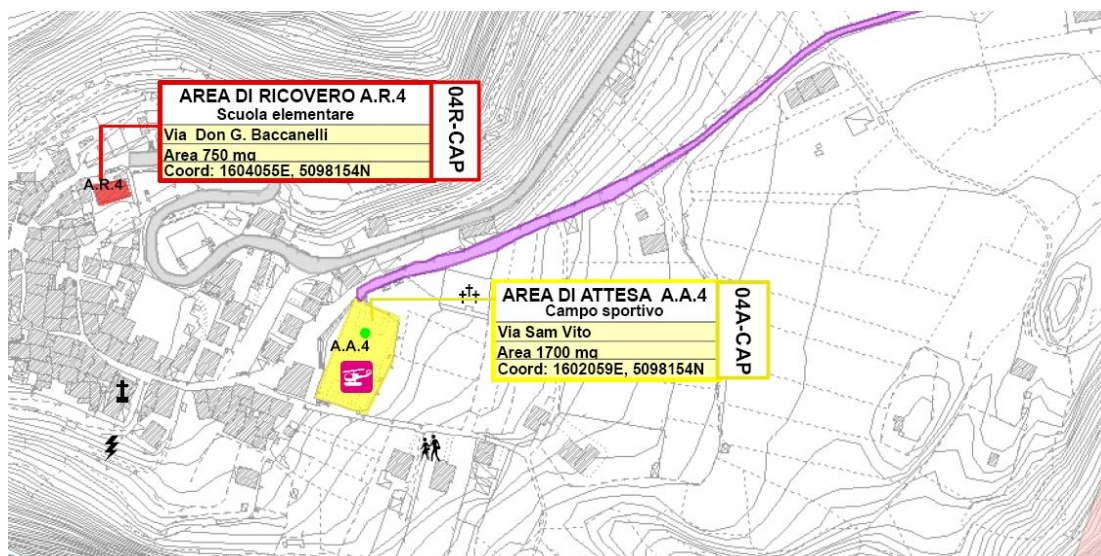 AREA DI RICOVERO A.R.4
Scuola elementare
Via Don G. Baccanelli
Area 750 mq
Coord: 1604055E, 5098154N
04R-CAP
A.R.4
AREA DI ATTESA A.A.4
Campo sportivo
Via Sam Vito
Area 1700 mq
Coord: 1602059E, 5098154N
04A-CAP
A.A.4